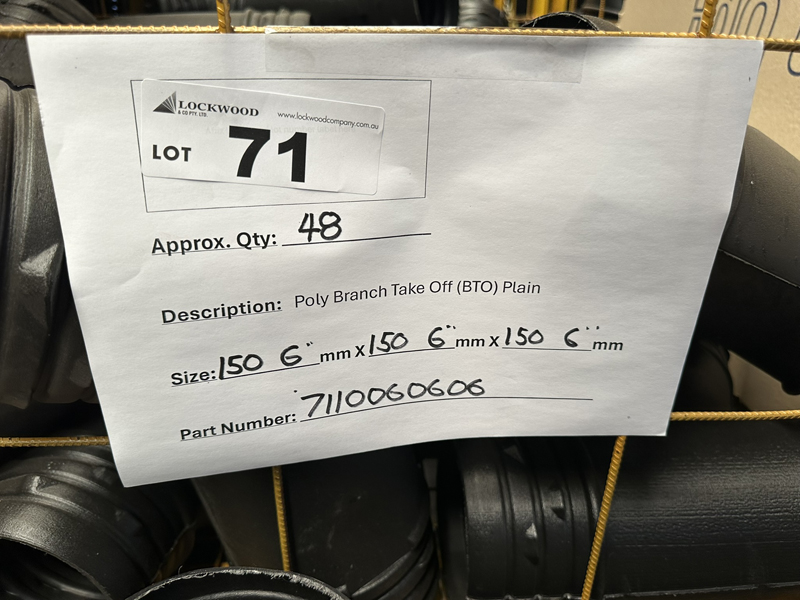 LOCKWOOD
& CO PTY. LTD.
www.lockwoodcompany.com.au
LOT 71
Approx. Qty: 48
Description: Poly Branch Take Off (BTO) Plain
Size: 150 6" mm X 150 6" mm X 150 6" mm
Part Number: 7110060606